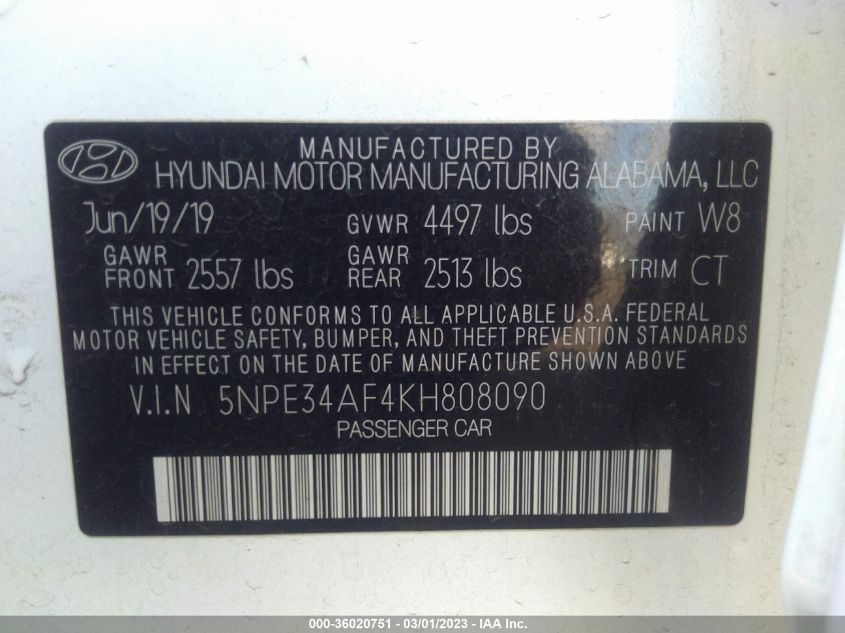 MANUFACTURED BY
HYUNDAI MOTOR MANUFACTURING ALABAMA, LLC
Jun/19/19 GVWR 4497 lbs PAINT W8
GAWR FRONT 2557 lbs GAWR REAR 2513 lbs TRIM CT
THIS VEHICLE CONFORMS TO ALL APPLICABLE U.S.A. FEDERAL
MOTOR VEHICLE SAFETY, BUMPER, AND THEFT PREVENTION STANDARDS
IN EFFECT ON THE DATE OF MANUFACTURE SHOWN ABOVE
V.I.N 5NPE34AF4KH808090
PASSENGER CAR
000-36020751 - 03/01/2023 - IAA Inc.